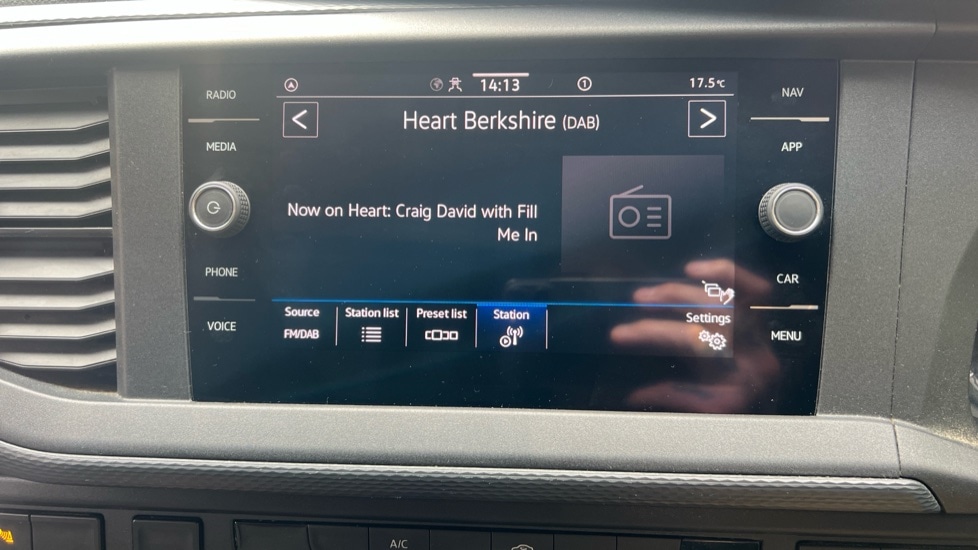 RADIO
MEDIA
PHONE
VOICE
14:13
1
17.5°C
< Heart Berkshire (DAB) >
Now on Heart: Craig David with Fill
Me In
Source
FM/DAB
Station list
Preset list
Station
Settings
NAV
APP
CAR
MENU
A/C